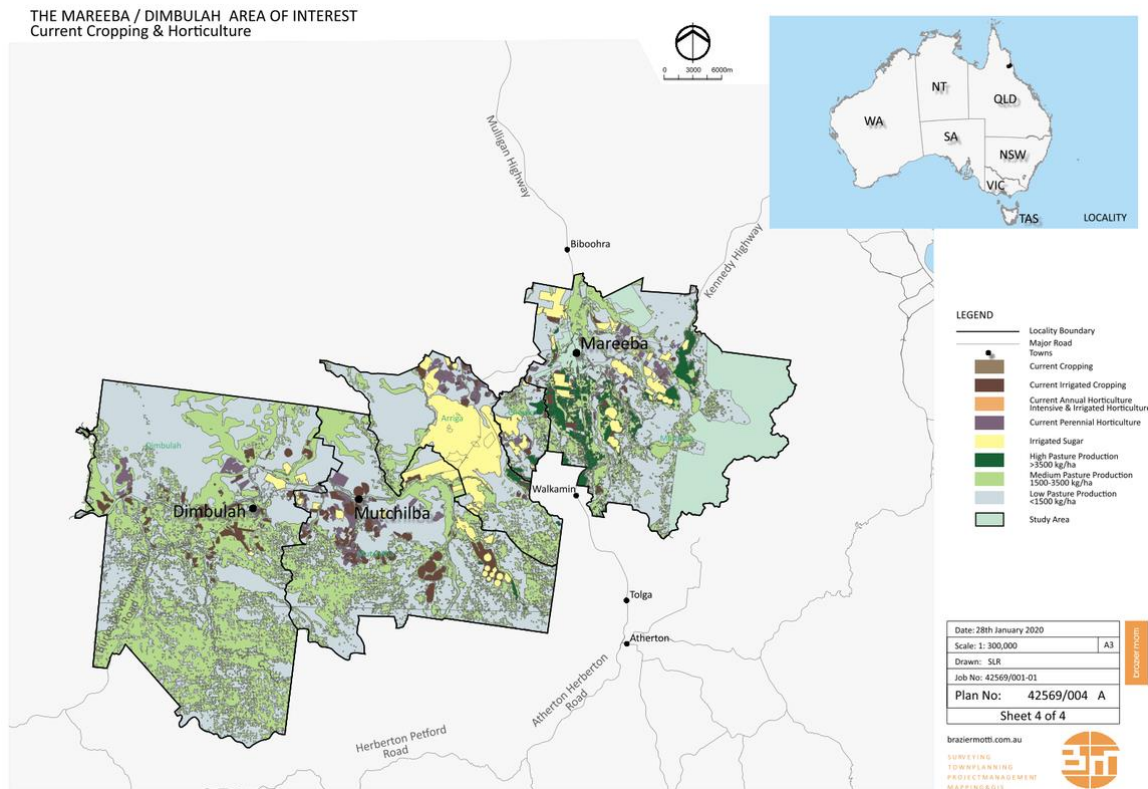 THE MAREEBA / DIMBULAH AREA OF INTEREST
Current Cropping & Horticulture
0 3000 6000m
WA
NT
QLD
SA
NSW
VIC
TAS
LOCALITY
Mulligan Highway
Biboohra
Kennedy Highway
Mareeba
Arriga
Dimbulah
Walkamin
Dimbulah
Mutchilba
Tolga
Atherton
Atherton Herberton
Road
Herberton Petford
Road
LEGEND
Locality Boundary
Major Road
Towns
Current Cropping
Current Irrigated Cropping
Current Annual Horticulture
Intensive & Irrigated Horticulture
Current Perennial Horticulture
Irrigated Sugar
High Pasture Production
>3500 kg/ha
Medium Pasture Production
1500-3500 kg/ha
Low Pasture Production
<1500 kg/ha
Study Area
Date: 28th January 2020
Scale: 1: 300,000 A3
Drawn: SLR
Job No: 42569/001-01
Plan No: 42569/004 A
Sheet 4 of 4
brazier motti
braziermotti.com.au
SURVEYING
TOWNPLANNING
PROJECTMANAGEMENT
MAPPING&GIS